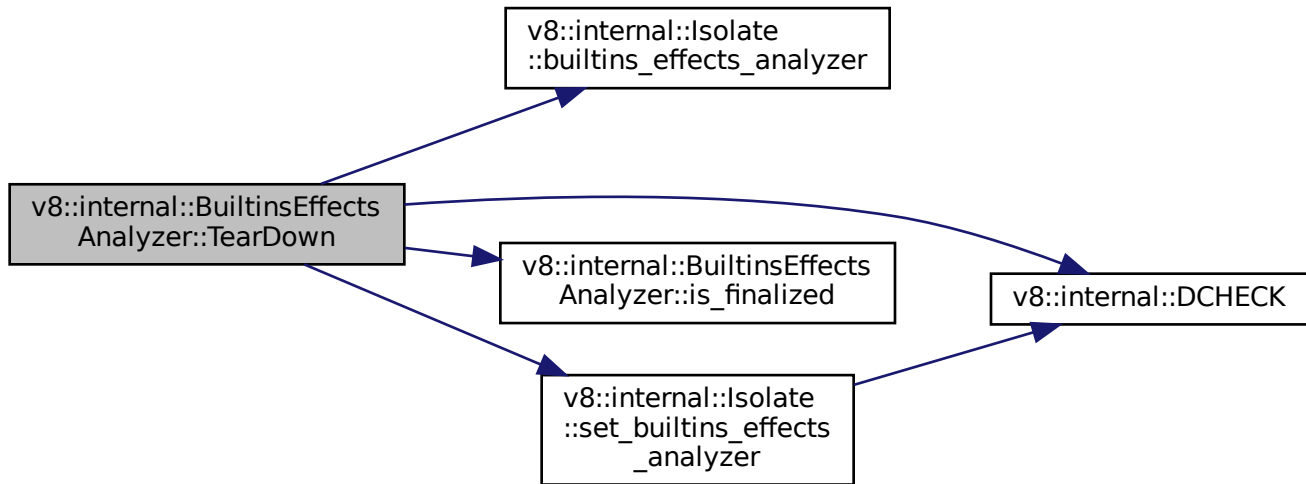 v8::internal::Isolate
::builtins_effects_analyzer
v8::internal::BuiltinsEffects
Analyzer::TearDown
v8::internal::BuiltinsEffects
Analyzer::is_finalized
v8::internal::DCHECK
v8::internal::Isolate
::set_builtins_effects
_analyzer